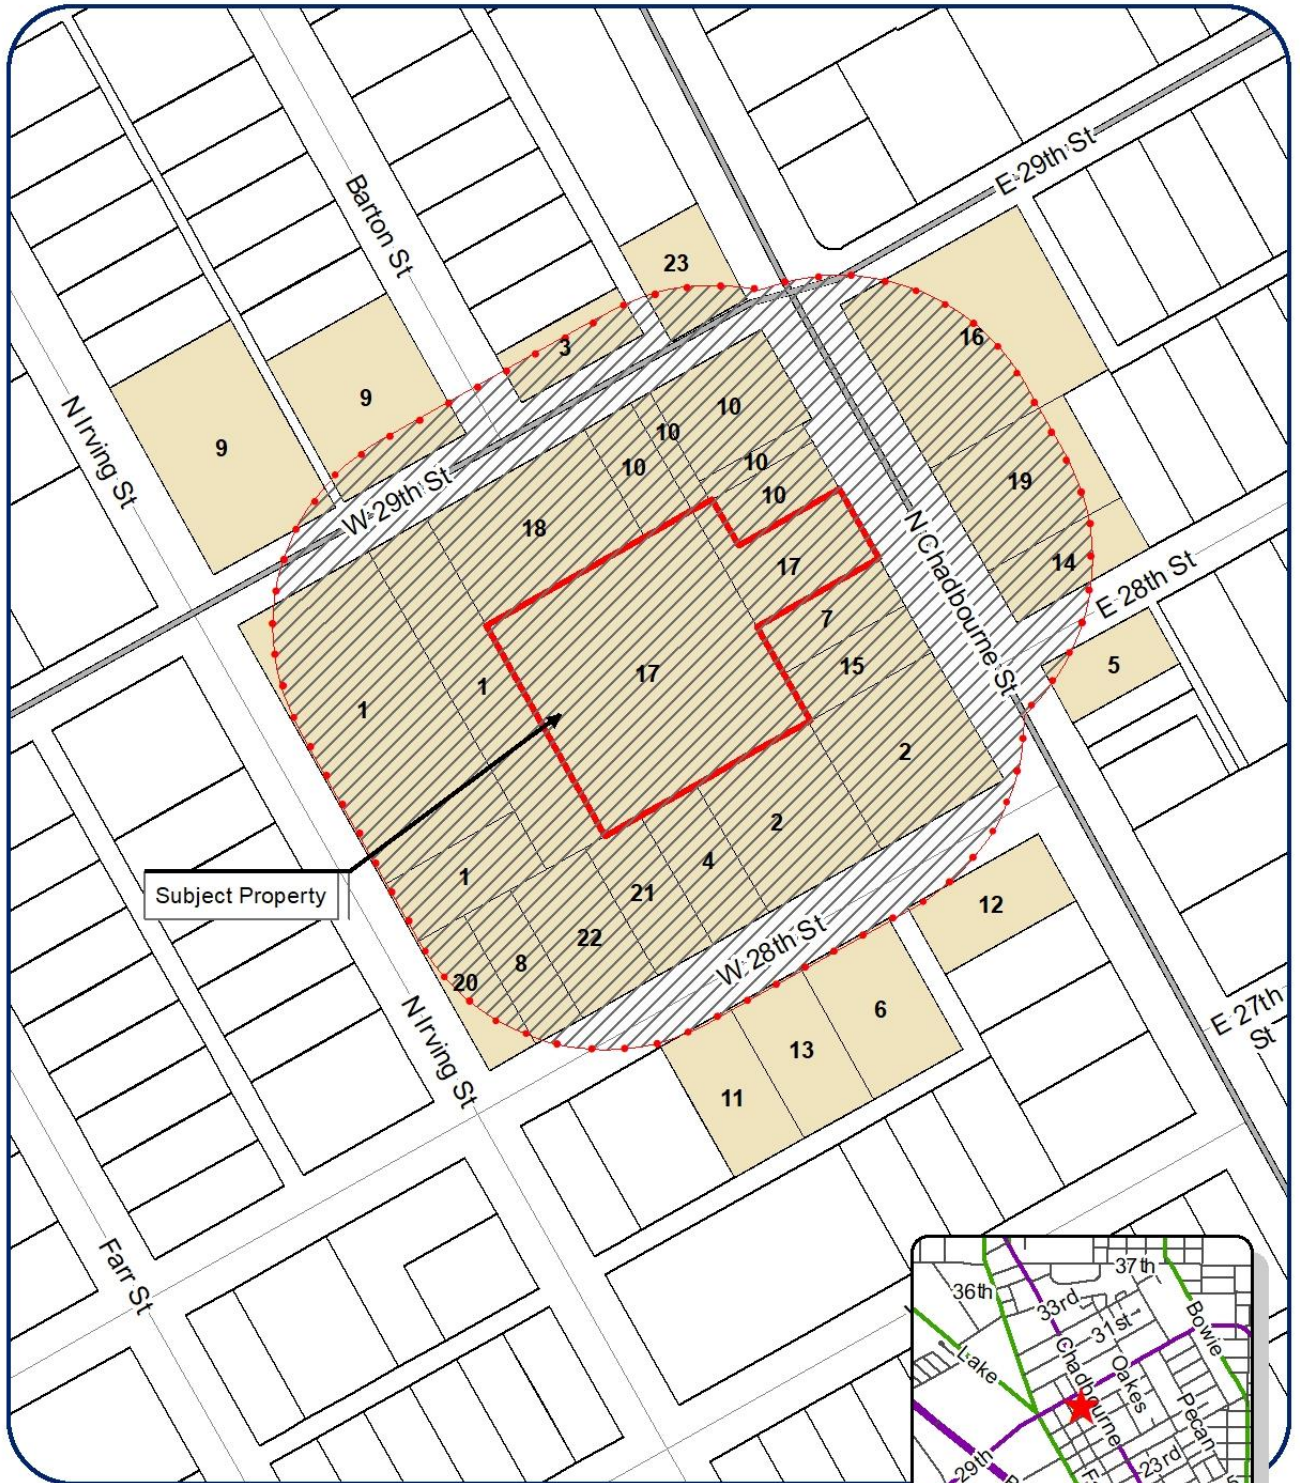 E 29th St
Barton St
23
16
3
9
N Irving St
9
10
10
10
10
10
W 29th St
18
19
N Chadbourne St
14
E 28th St
17
7
15
5
17
1
1
2
2
4
1
Subject Property
21
12
22
8
W 28th St
20
6
N Irving St
13
E 27th
St
11
Farr St
37th
36th
33rd
31st
Bowie
Lake
Chadbourne
Oakes
Pecan
29th
23rd